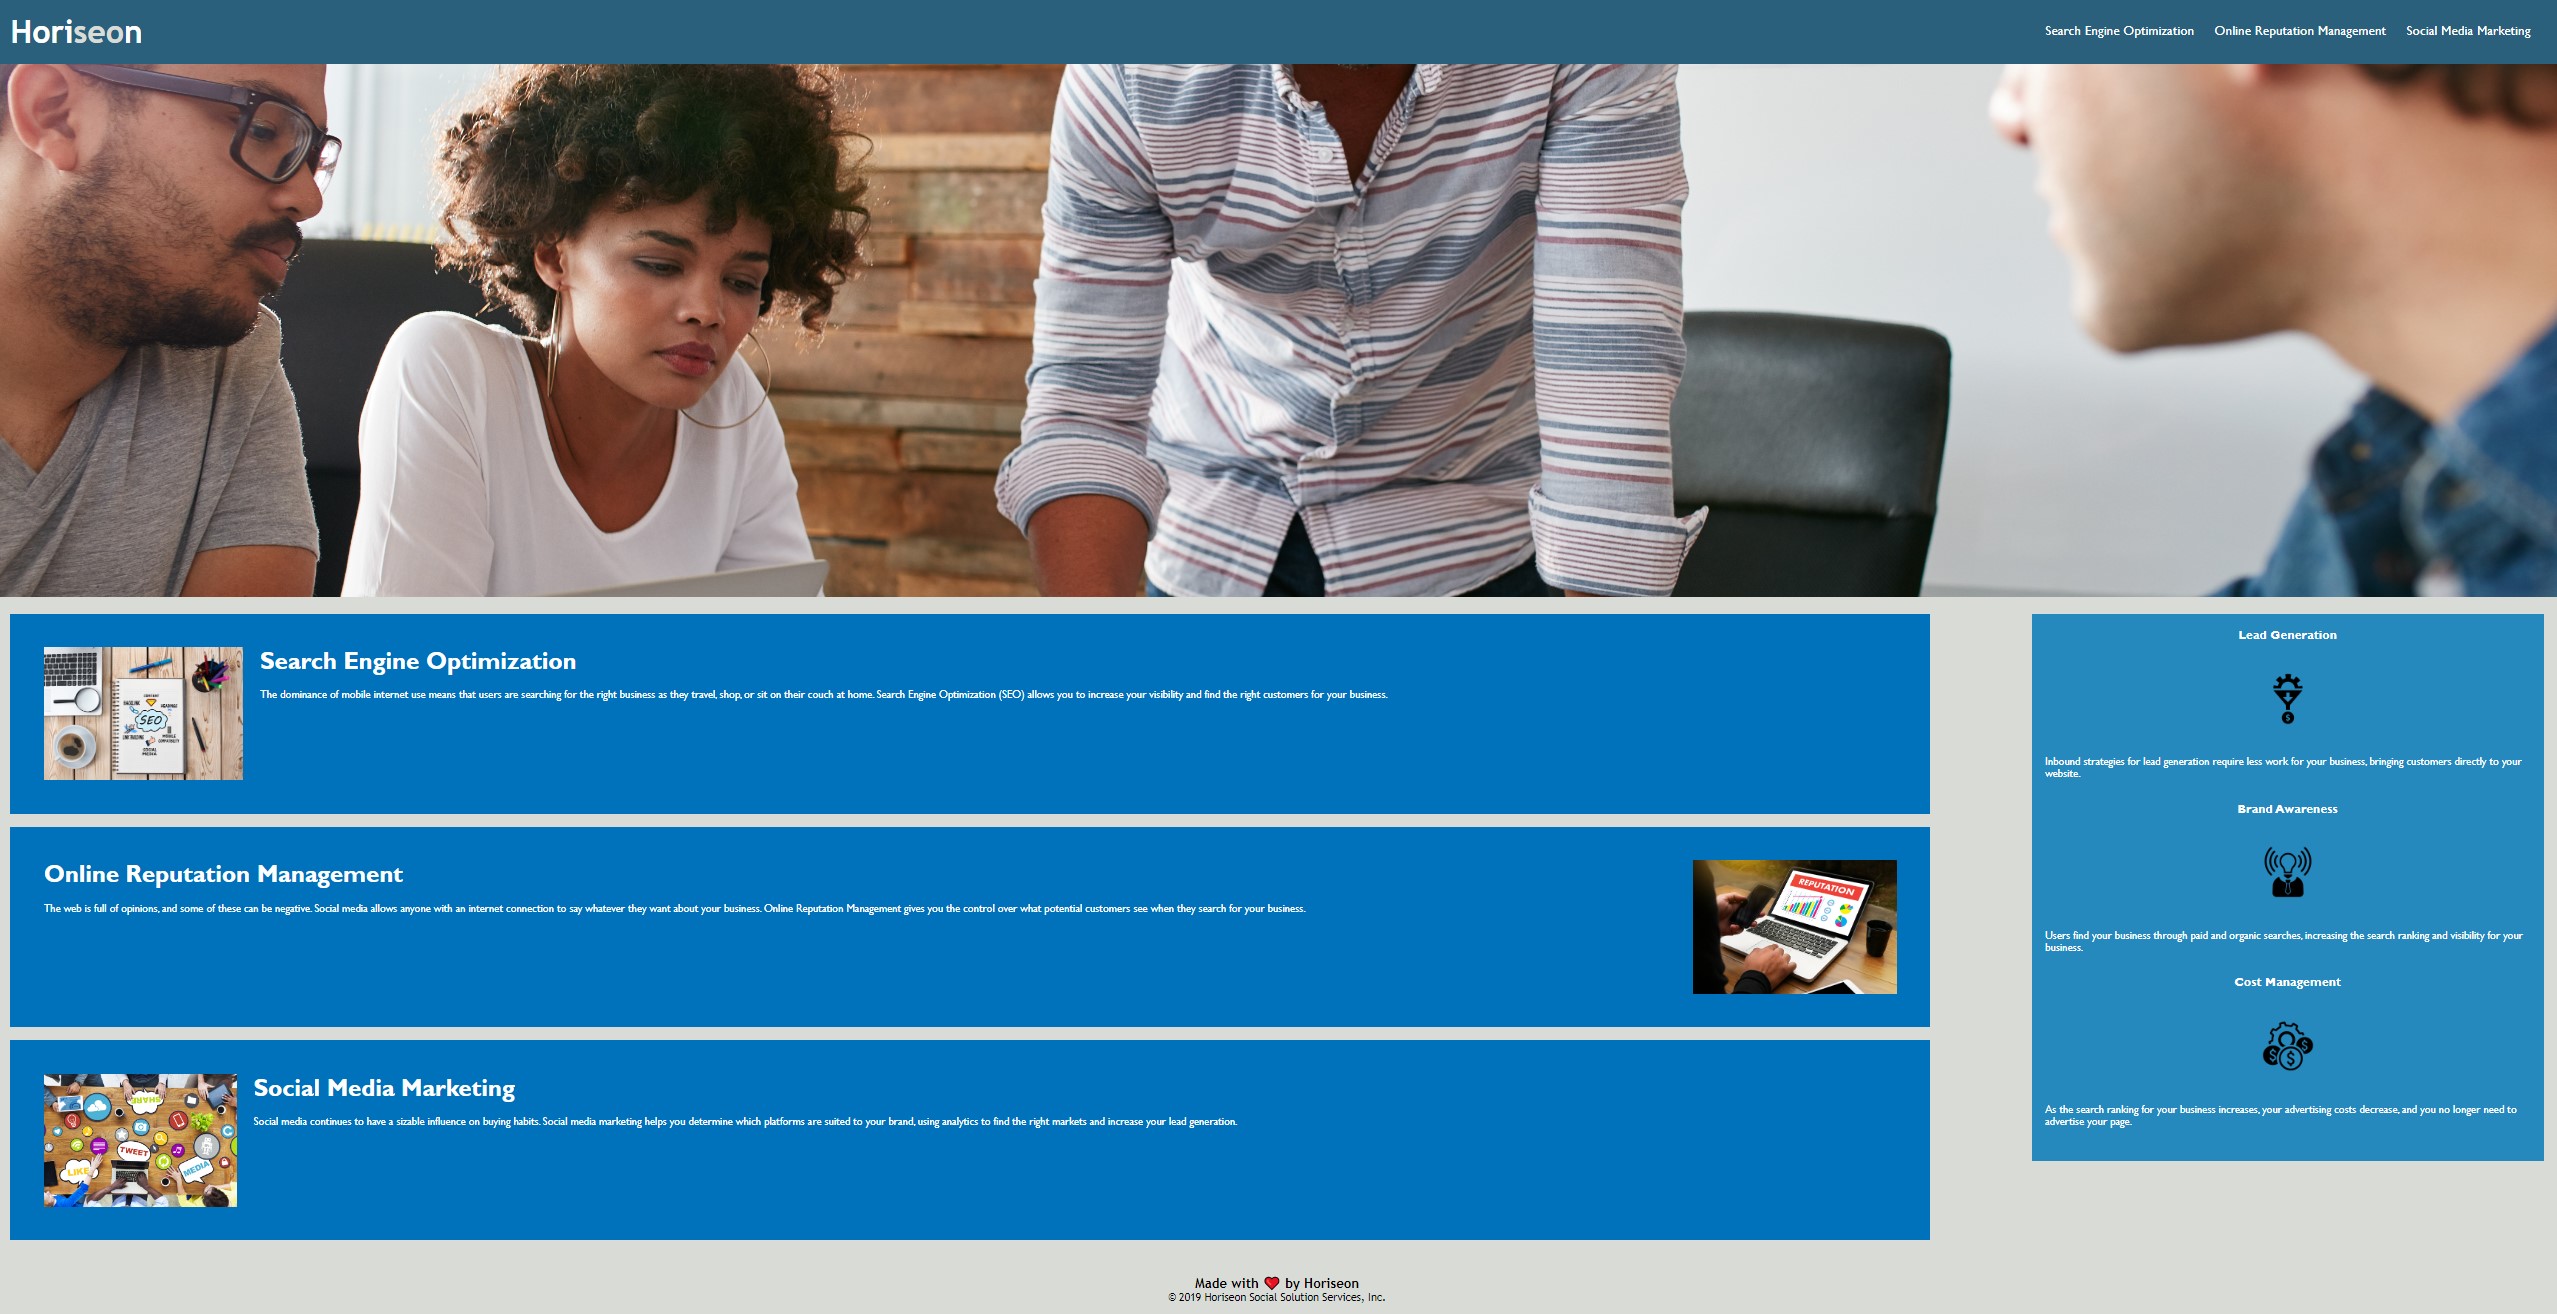 Horiseon
Search Engine Optimization
Online Reputation Management
Social Media Marketing
SEO
Search Engine Optimization
The dominance of mobile internet use means that users are searching for the right business as they travel, shop, or sit on their couch at home. Search Engine Optimization (SEO) allows you to increase your visibility and find the right customers for your business.
Online Reputation Management
The web is full of opinions, and some of these can be negative. Social media allows anyone with an internet connection to say whatever they want about your business. Online Reputation Management gives you the control over what potential customers see when they search for your business.
REPUTATION
SHARE
TWEET
LIKE
MEDIA
Social Media Marketing
Social media continues to have a sizable influence on buying habits. Social media marketing helps you determine which platforms are suited to your brand, using analytics to find the right markets and increase your lead generation.
Lead Generation
$
Inbound strategies for lead generation require less work for your business, bringing customers directly to your
website.
Brand Awareness
Users find your business through paid and organic searches, increasing the search ranking and visibility for your
business.
Cost Management
$ $ $
As the search ranking for your business increases, your advertising costs decrease, and you no longer need to
advertise your page.
Made with ❤️ by Horiseon
© 2019 Horiseon Social Solution Services, Inc.